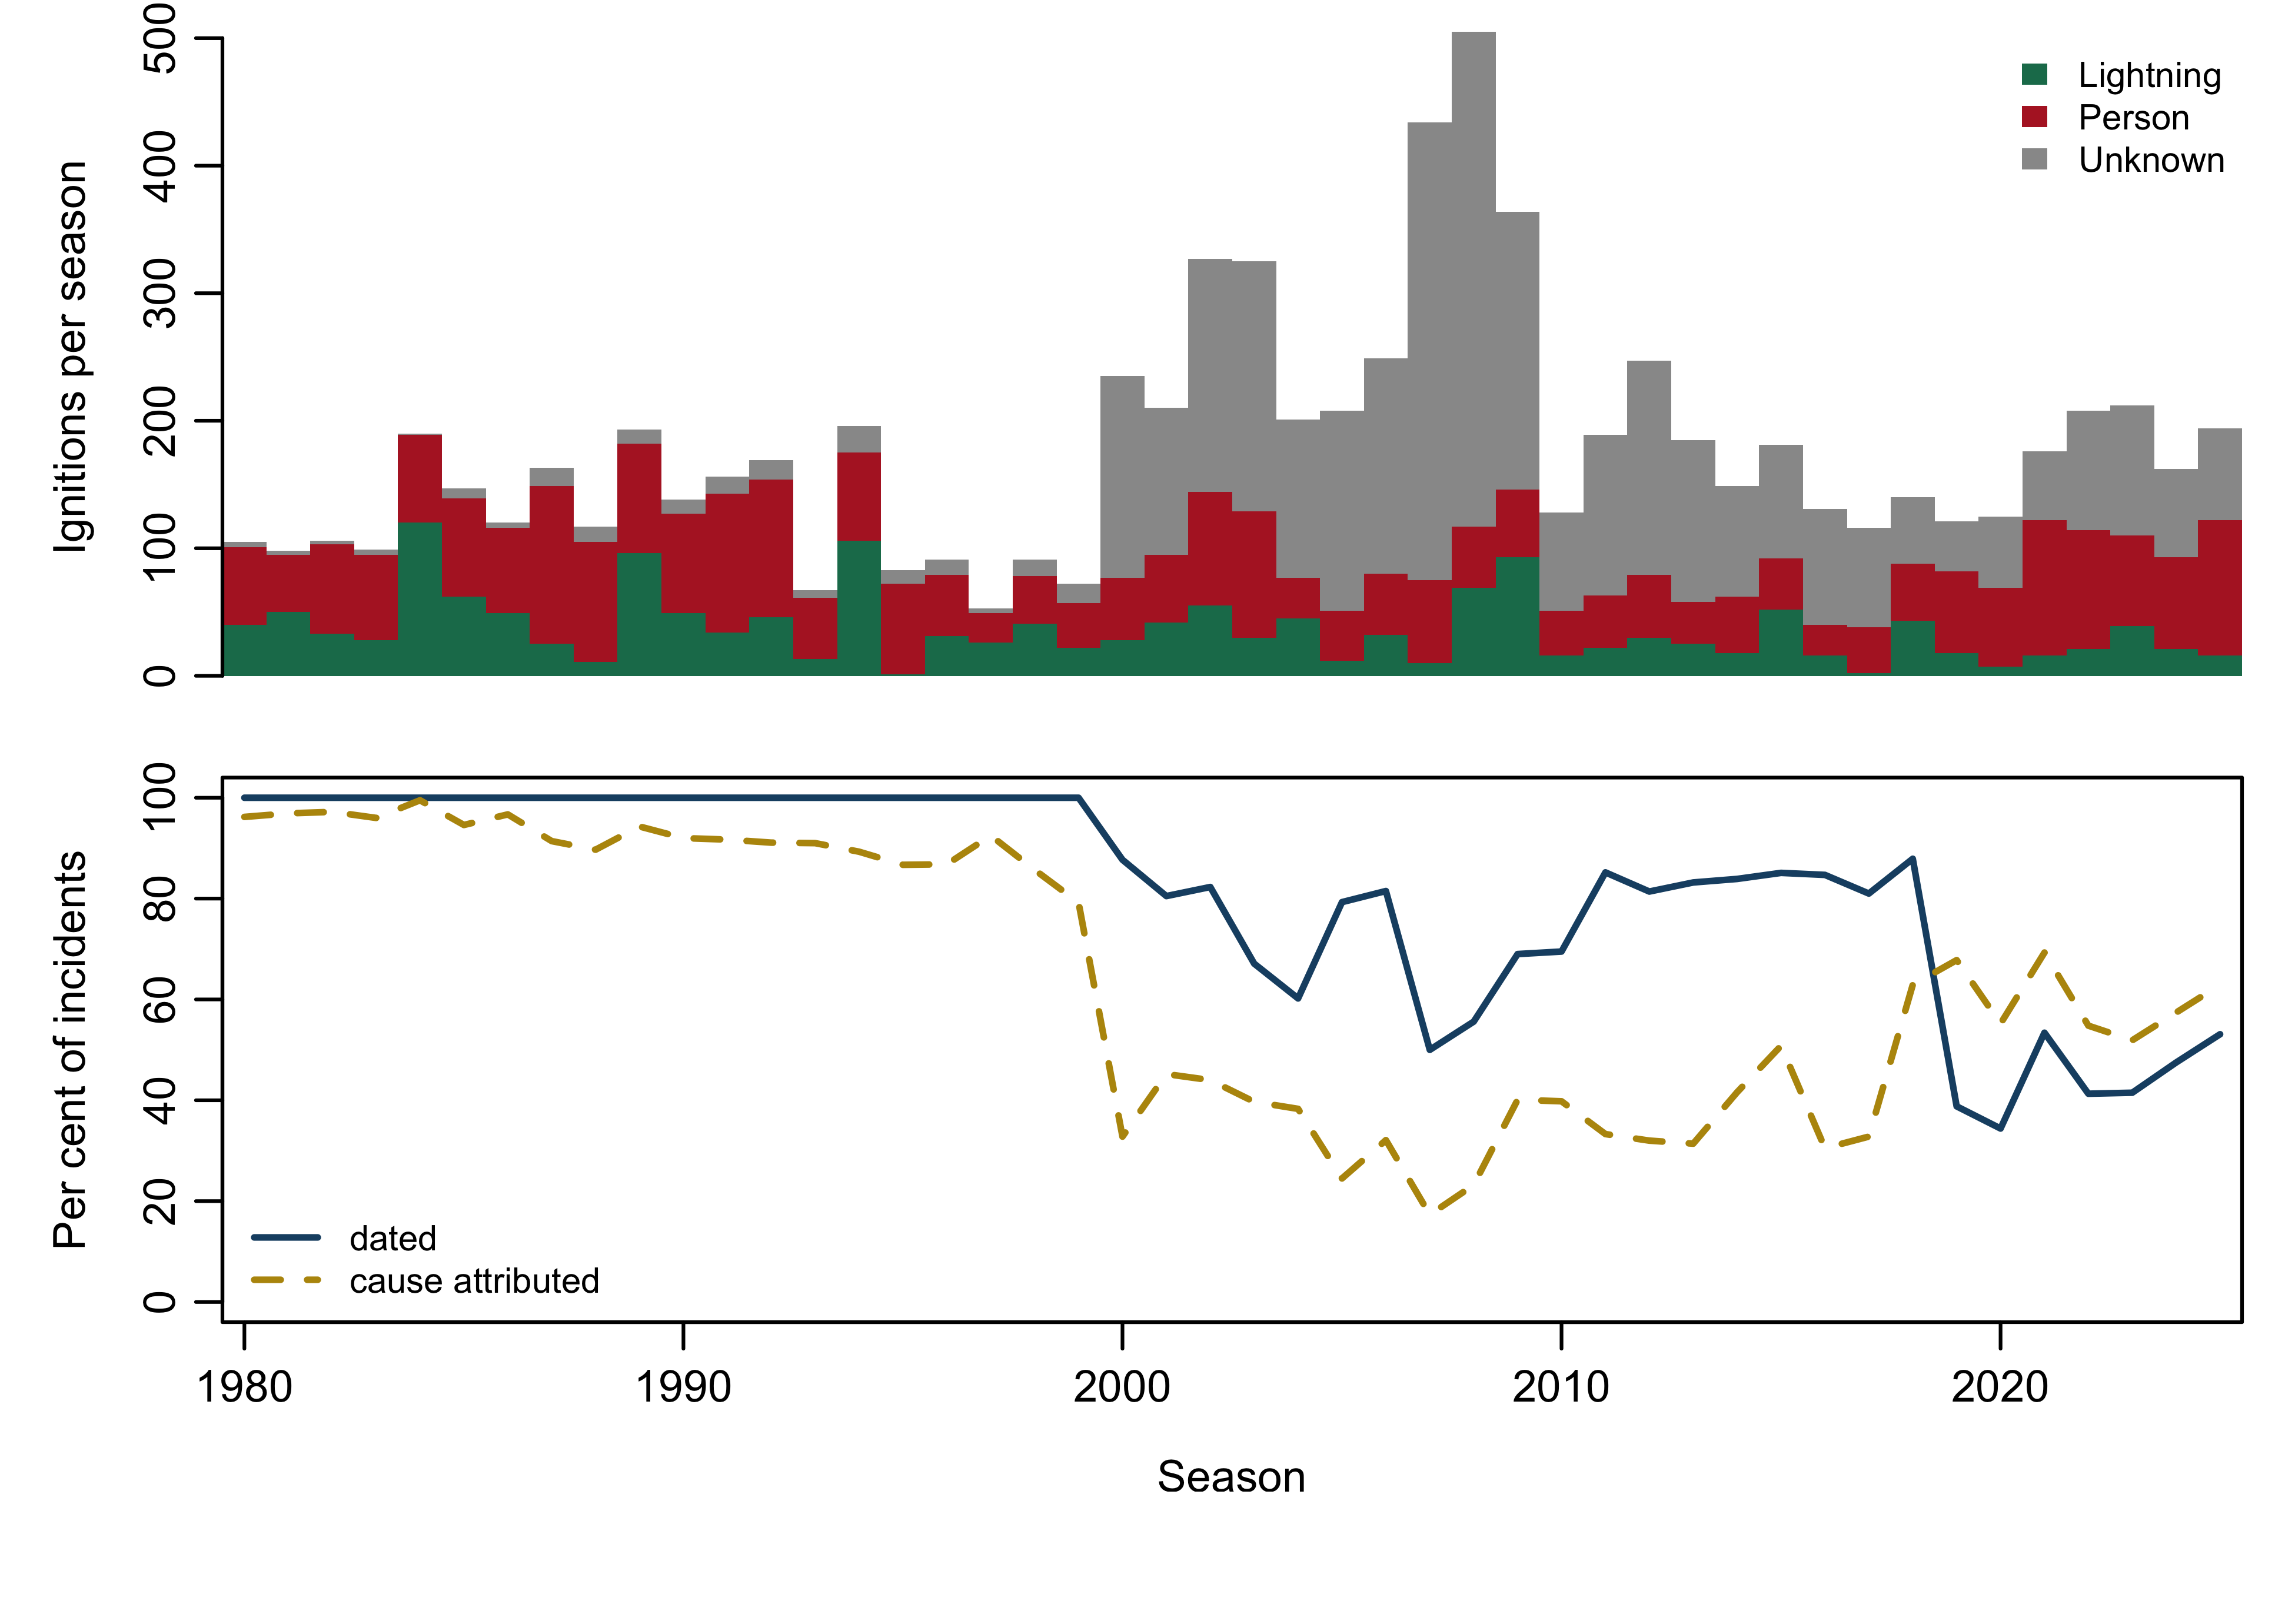 Ignitions per season
500
400
300
200
100
0
Lightning
Person
Unknown
Per cent of incidents
100
80
60
40
20
0
dated
cause attributed
1980 1990 2000 2010 2020
Season